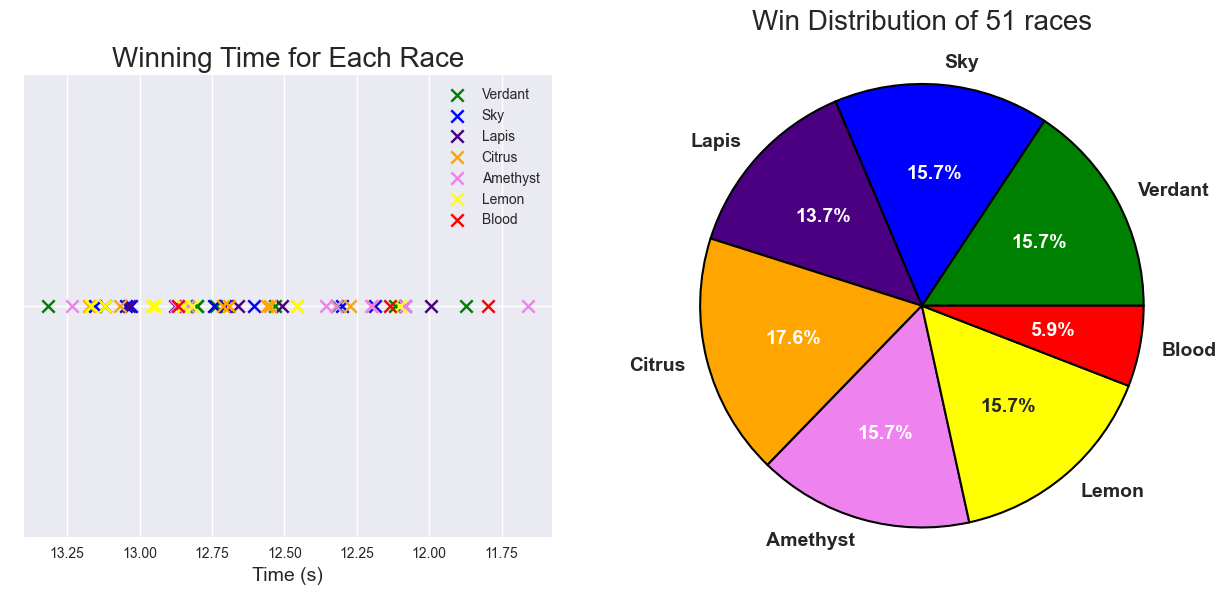 Winning Time for Each Race
Verdant
Sky
Lapis
Citrus
Amethyst
Lemon
Blood
13.25 13.00 12.75 12.50 12.25 12.00 11.75
Time (s)
Win Distribution of 51 races
Sky
Lapis
Verdant
15.7%
13.7%
15.7%
17.6%
5.9%
Citrus
Blood
15.7%
15.7%
Lemon
Amethyst